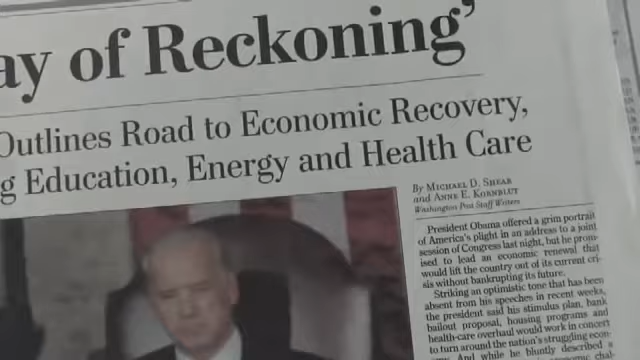 ay of Reckoning'
Outlines Road to Economic Recovery,
g Education, Energy and Health Care
By MICHAEL D. SHEAR
and ANNE E. KORNBLUT
Washington Post Staff Writers
President Obama offered a grim portrait
of America's plight in an address to a joint
session of Congress last night, but he prom-
ised to lead an economic renewal that
would lift the country out of its current cri-
sis without bankrupting its future.
Striking an optimistic tone that has been
absent from his speeches in recent weeks,
the president said his stimulus plan, bank
bailout proposal, housing programs and
health-care overhaul would work in concert
to turn around the nation's struggling econ-
omy. And while he bluntly described a